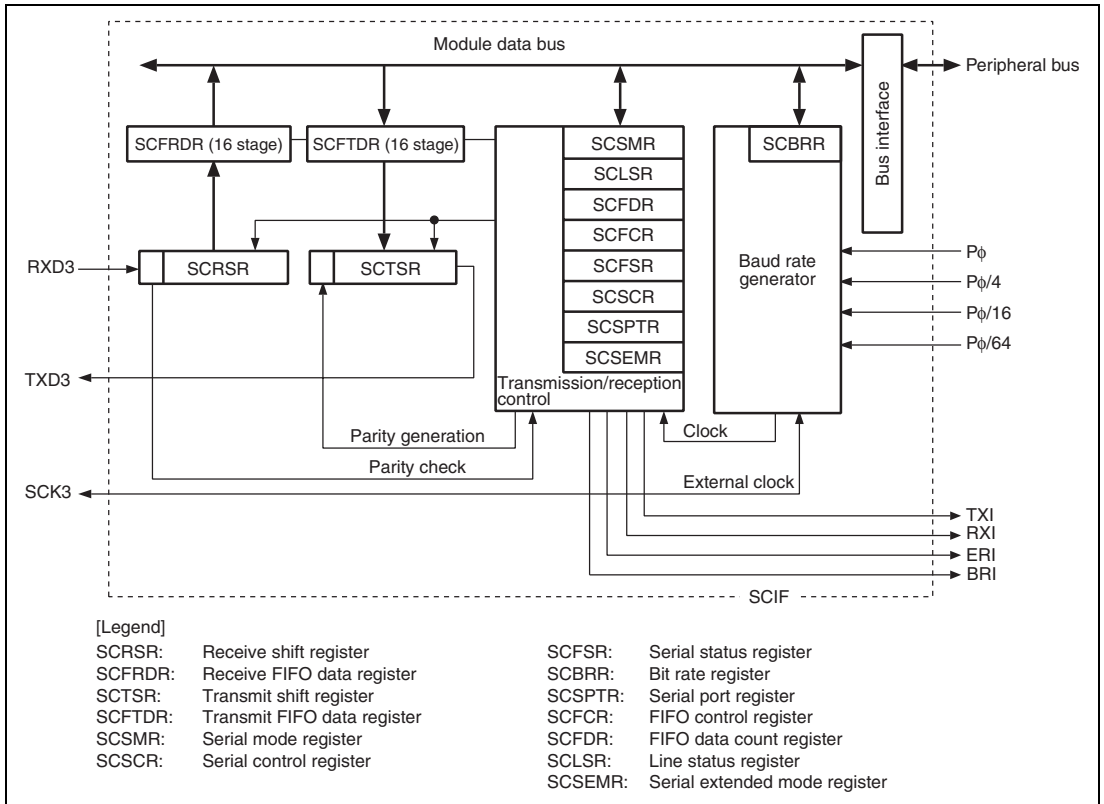 Module data bus
Peripheral bus
Bus interface
SCFRDR (16 stage)
SCFTDR (16 stage)
SCSMR
SCLSR
SCFDR
SCFCR
SCFSR
SCSCR
SCSPTR
SCSEMR
Transmission/reception
control
SCBRR
Baud rate
generator
RXD3
SCRSR
SCTSR
Pϕ
Pϕ/4
Pϕ/16
Pϕ/64
TXD3
Parity generation
Clock
Parity check
SCK3
External clock
TXI
RXI
ERI
BRI
SCIF
[Legend]
SCRSR: Receive shift register
SCFRDR: Receive FIFO data register
SCTSR: Transmit shift register
SCFTDR: Transmit FIFO data register
SCSMR: Serial mode register
SCSCR: Serial control register
SCFSR: Serial status register
SCBRR: Bit rate register
SCSPTR: Serial port register
SCFCR: FIFO control register
SCFDR: FIFO data count register
SCLSR: Line status register
SCSEMR: Serial extended mode register